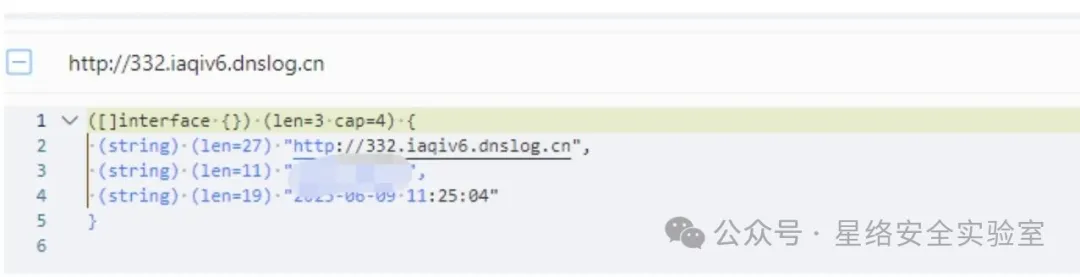 http://332.iaqiv6.dnslog.cn
1 ([]interface {}) (len=3 cap=4) {
2 (string) (len=27) "http://332.iaqiv6.dnslog.cn",
3 (string) (len=11) "",
4 (string) (len=19) "2025-06-09 11:25:04"
5 }
6
公众号 · 星络安全实验室